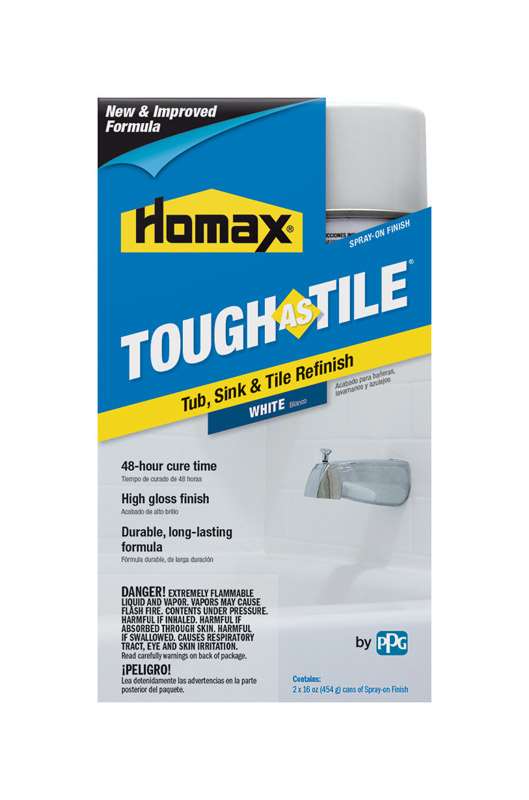 New & Improved
Formula
Homax®
SPRAY-ON FINISH
TOUGH AS TILE®
Tub, Sink & Tile Refinish
Acabado para bañeras,
lavamanos y azulejos
WHITE Blanco
48-hour cure time
Tiempo de curado de 48 horas
High gloss finish
Acabado de alto brillo
Durable, long-lasting
formula
Fórmula durable, de larga duración
DANGER! EXTREMELY FLAMMABLE
LIQUID AND VAPOR. VAPORS MAY CAUSE
FLASH FIRE. CONTENTS UNDER PRESSURE.
HARMFUL IF INHALED. HARMFUL IF
ABSORBED THROUGH SKIN. HARMFUL
IF SWALLOWED. CAUSES RESPIRATORY
TRACT, EYE AND SKIN IRRITATION.
Read carefully warnings on back of package.
¡PELIGRO!
Lea detenidamente las advertencias en la parte
posterior del paquete.
by PPG
Contains:
2 x 16 oz (454 g) cans of Spray-on Finish